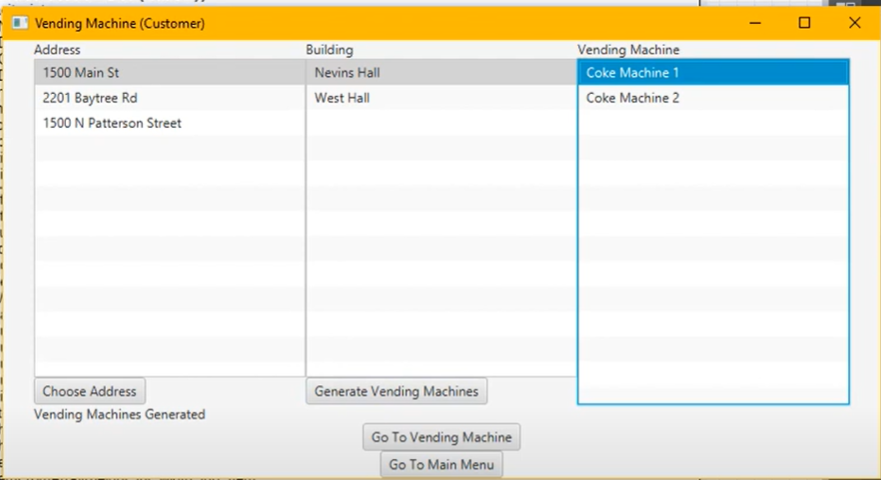 Vending Machine (Customer)
Address
Building
Vending Machine
1500 Main St
Nevins Hall
Coke Machine 1
2201 Baytree Rd
West Hall
Coke Machine 2
1500 N Patterson Street
Choose Address
Generate Vending Machines
Vending Machines Generated
Go To Vending Machine
Go To Main Menu